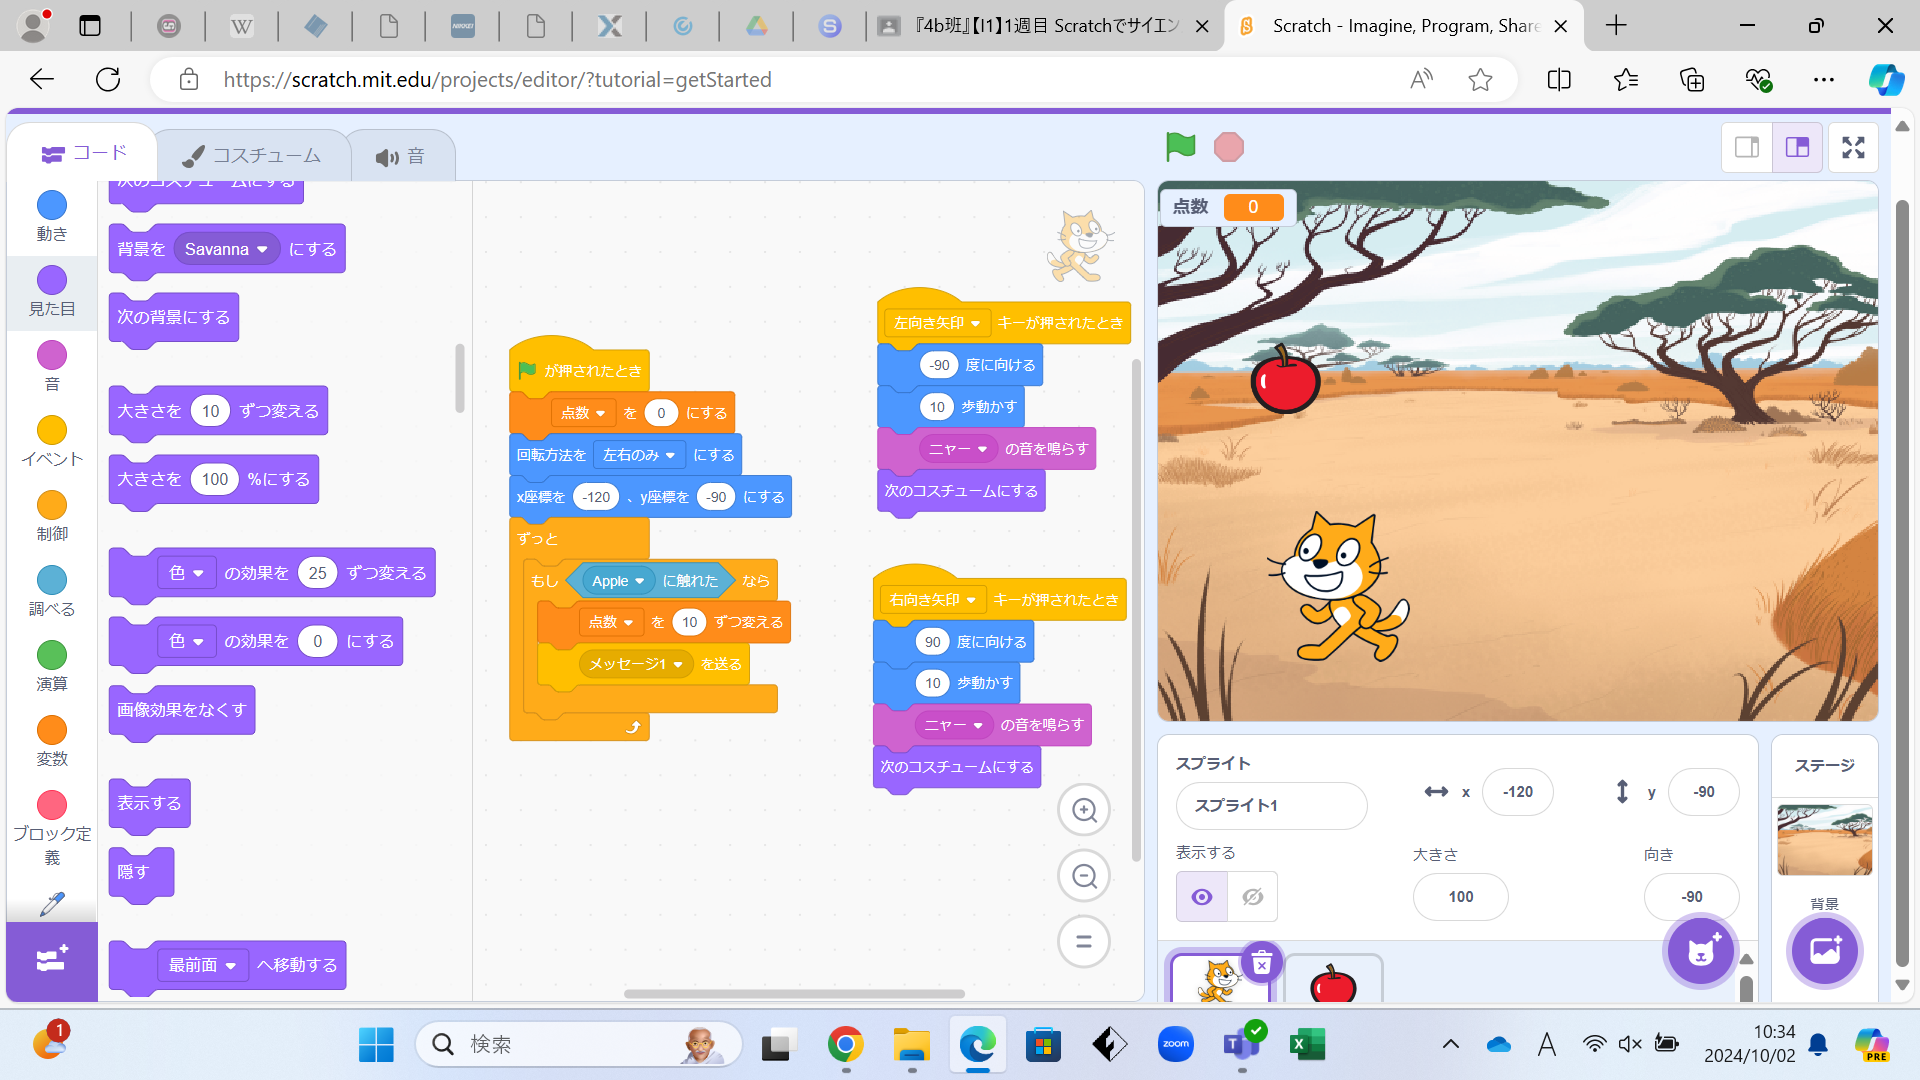 『4b班』【I1】1週目 Scratchでサイエン
Scratch - Imagine, Program, Share
https://scratch.mit.edu/projects/editor/?tutorial=getStarted
コード
コスチューム
音
動き
見た目
音
イベント
制御
調べる
演算
変数
ブロック定
義
次のコスチュームにする
背景を Savanna にする
次の背景にする
大きさを 10 ずつ変える
大きさを 100 %にする
色 の効果を 25 ずつ変える
色 の効果を 0 にする
画像効果をなくす
表示する
隠す
最前面 へ移動する
が押されたとき
点数 を 0 にする
回転方法を 左右のみ にする
x座標を -120 、y座標を -90 にする
ずっと
もし Apple に触れた なら
点数 を 10 ずつ変える
メッセージ1 を送る
左向き矢印 キーが押されたとき
-90 度に向ける
10 歩動かす
ニャー の音を鳴らす
次のコスチュームにする
右向き矢印 キーが押されたとき
90 度に向ける
10 歩動かす
ニャー の音を鳴らす
次のコスチュームにする
点数 0
スプライト
スプライト1
x -120
y -90
表示する
大きさ
100
向き
-90
ステージ
背景
1
検索
zoom
A
10:34
2024/10/02
PRE